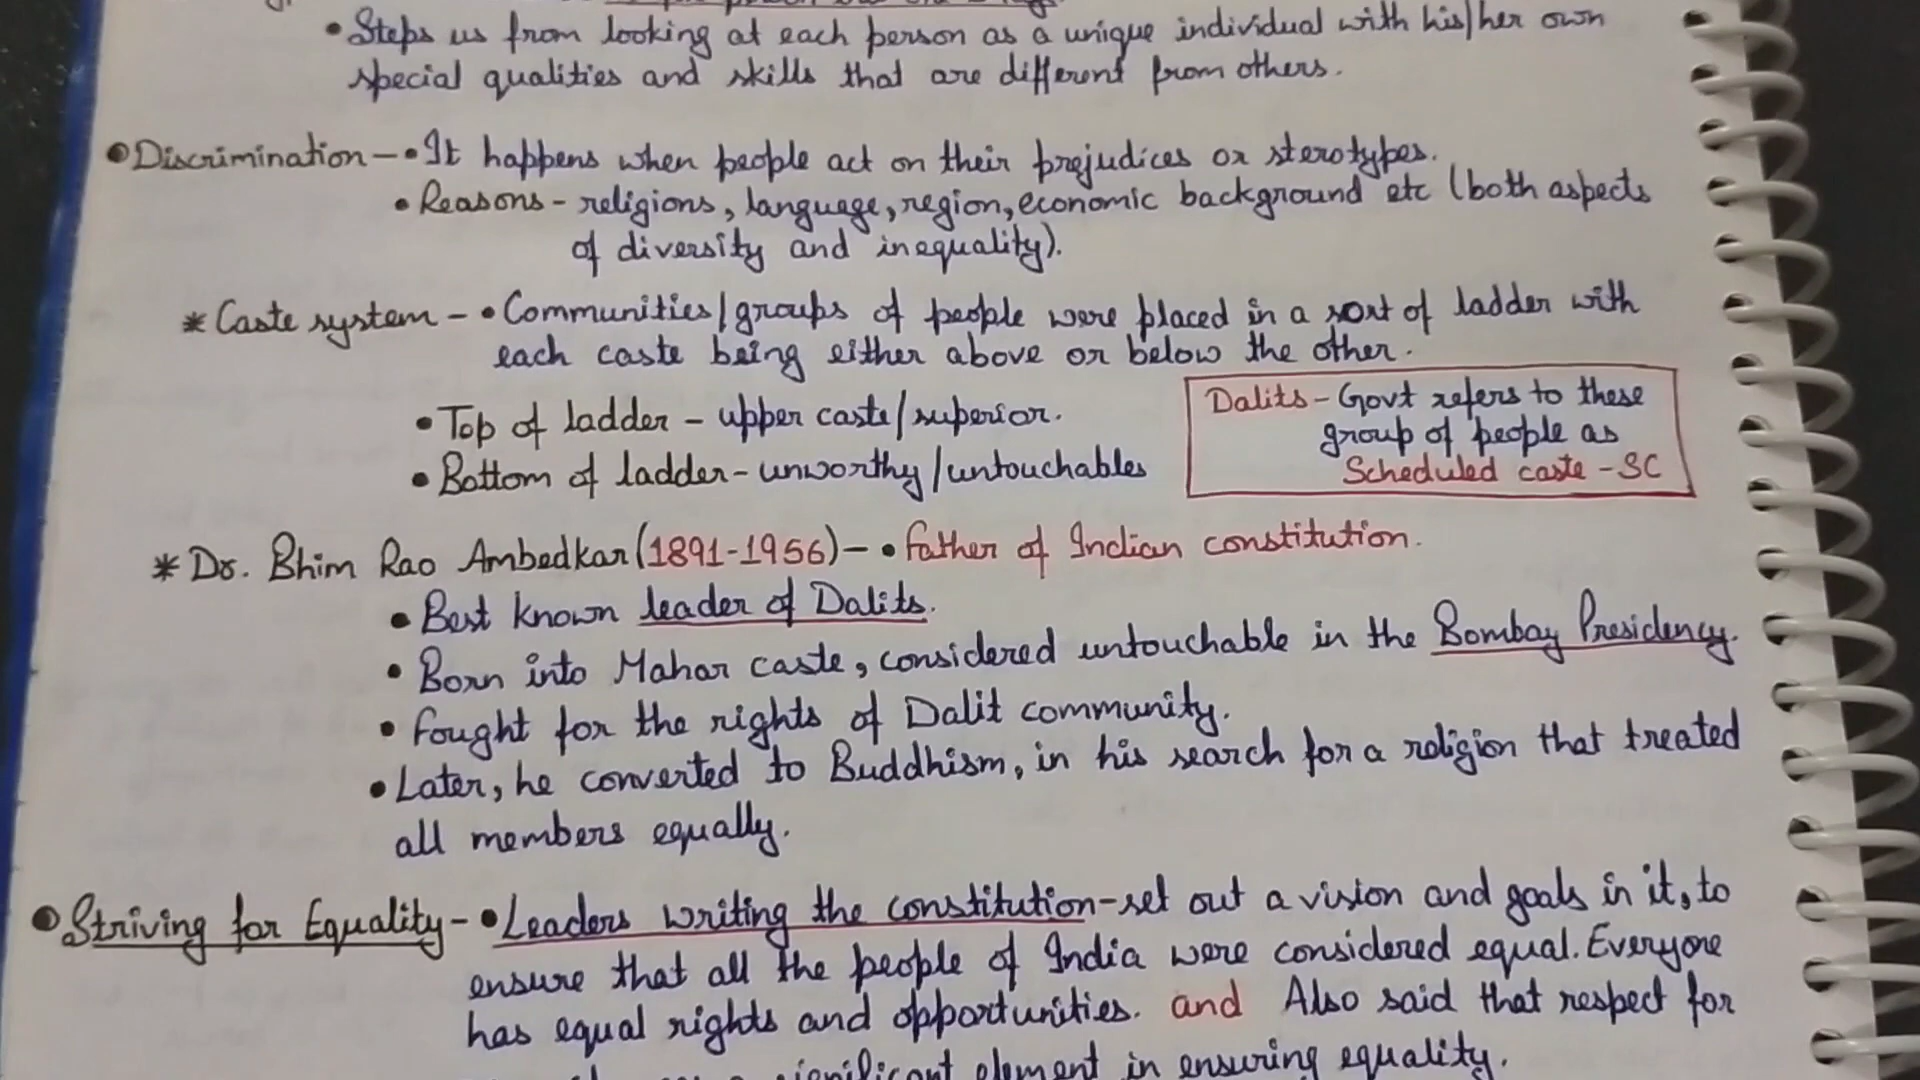 • Steps us from looking at each person as a unique individual with his/her own
special qualities and skills that are different from others.
• Discrimination – • It happens when people act on their prejudices or sterotypes.
• Reasons - religions, language, region, economic background etc (both aspects
of diversity and inequality).
* Caste system - • Communities/groups of people were placed in a sort of ladder with
each caste being either above or below the other.
• Top of ladder - upper caste/superior.
• Bottom of ladder - unworthy/untouchables
Dalits - Govt refers to these
group of people as
Scheduled caste - SC
* Dr. Bhim Rao Ambedkar (1891-1956) – • Father of Indian constitution.
• Best known leader of Dalits.
• Born into Mahar caste, considered untouchable in the Bombay Presidency.
• Fought for the rights of Dalit community.
• Later, he converted to Buddhism, in his search for a religion that treated
all members equally.
• Striving for Equality - • Leaders writing the constitution - set out a vision and goals in it, to
ensure that all the people of India were considered equal. Everyone
has equal rights and opportunities. and Also said that respect for
significant element in ensuring equality.